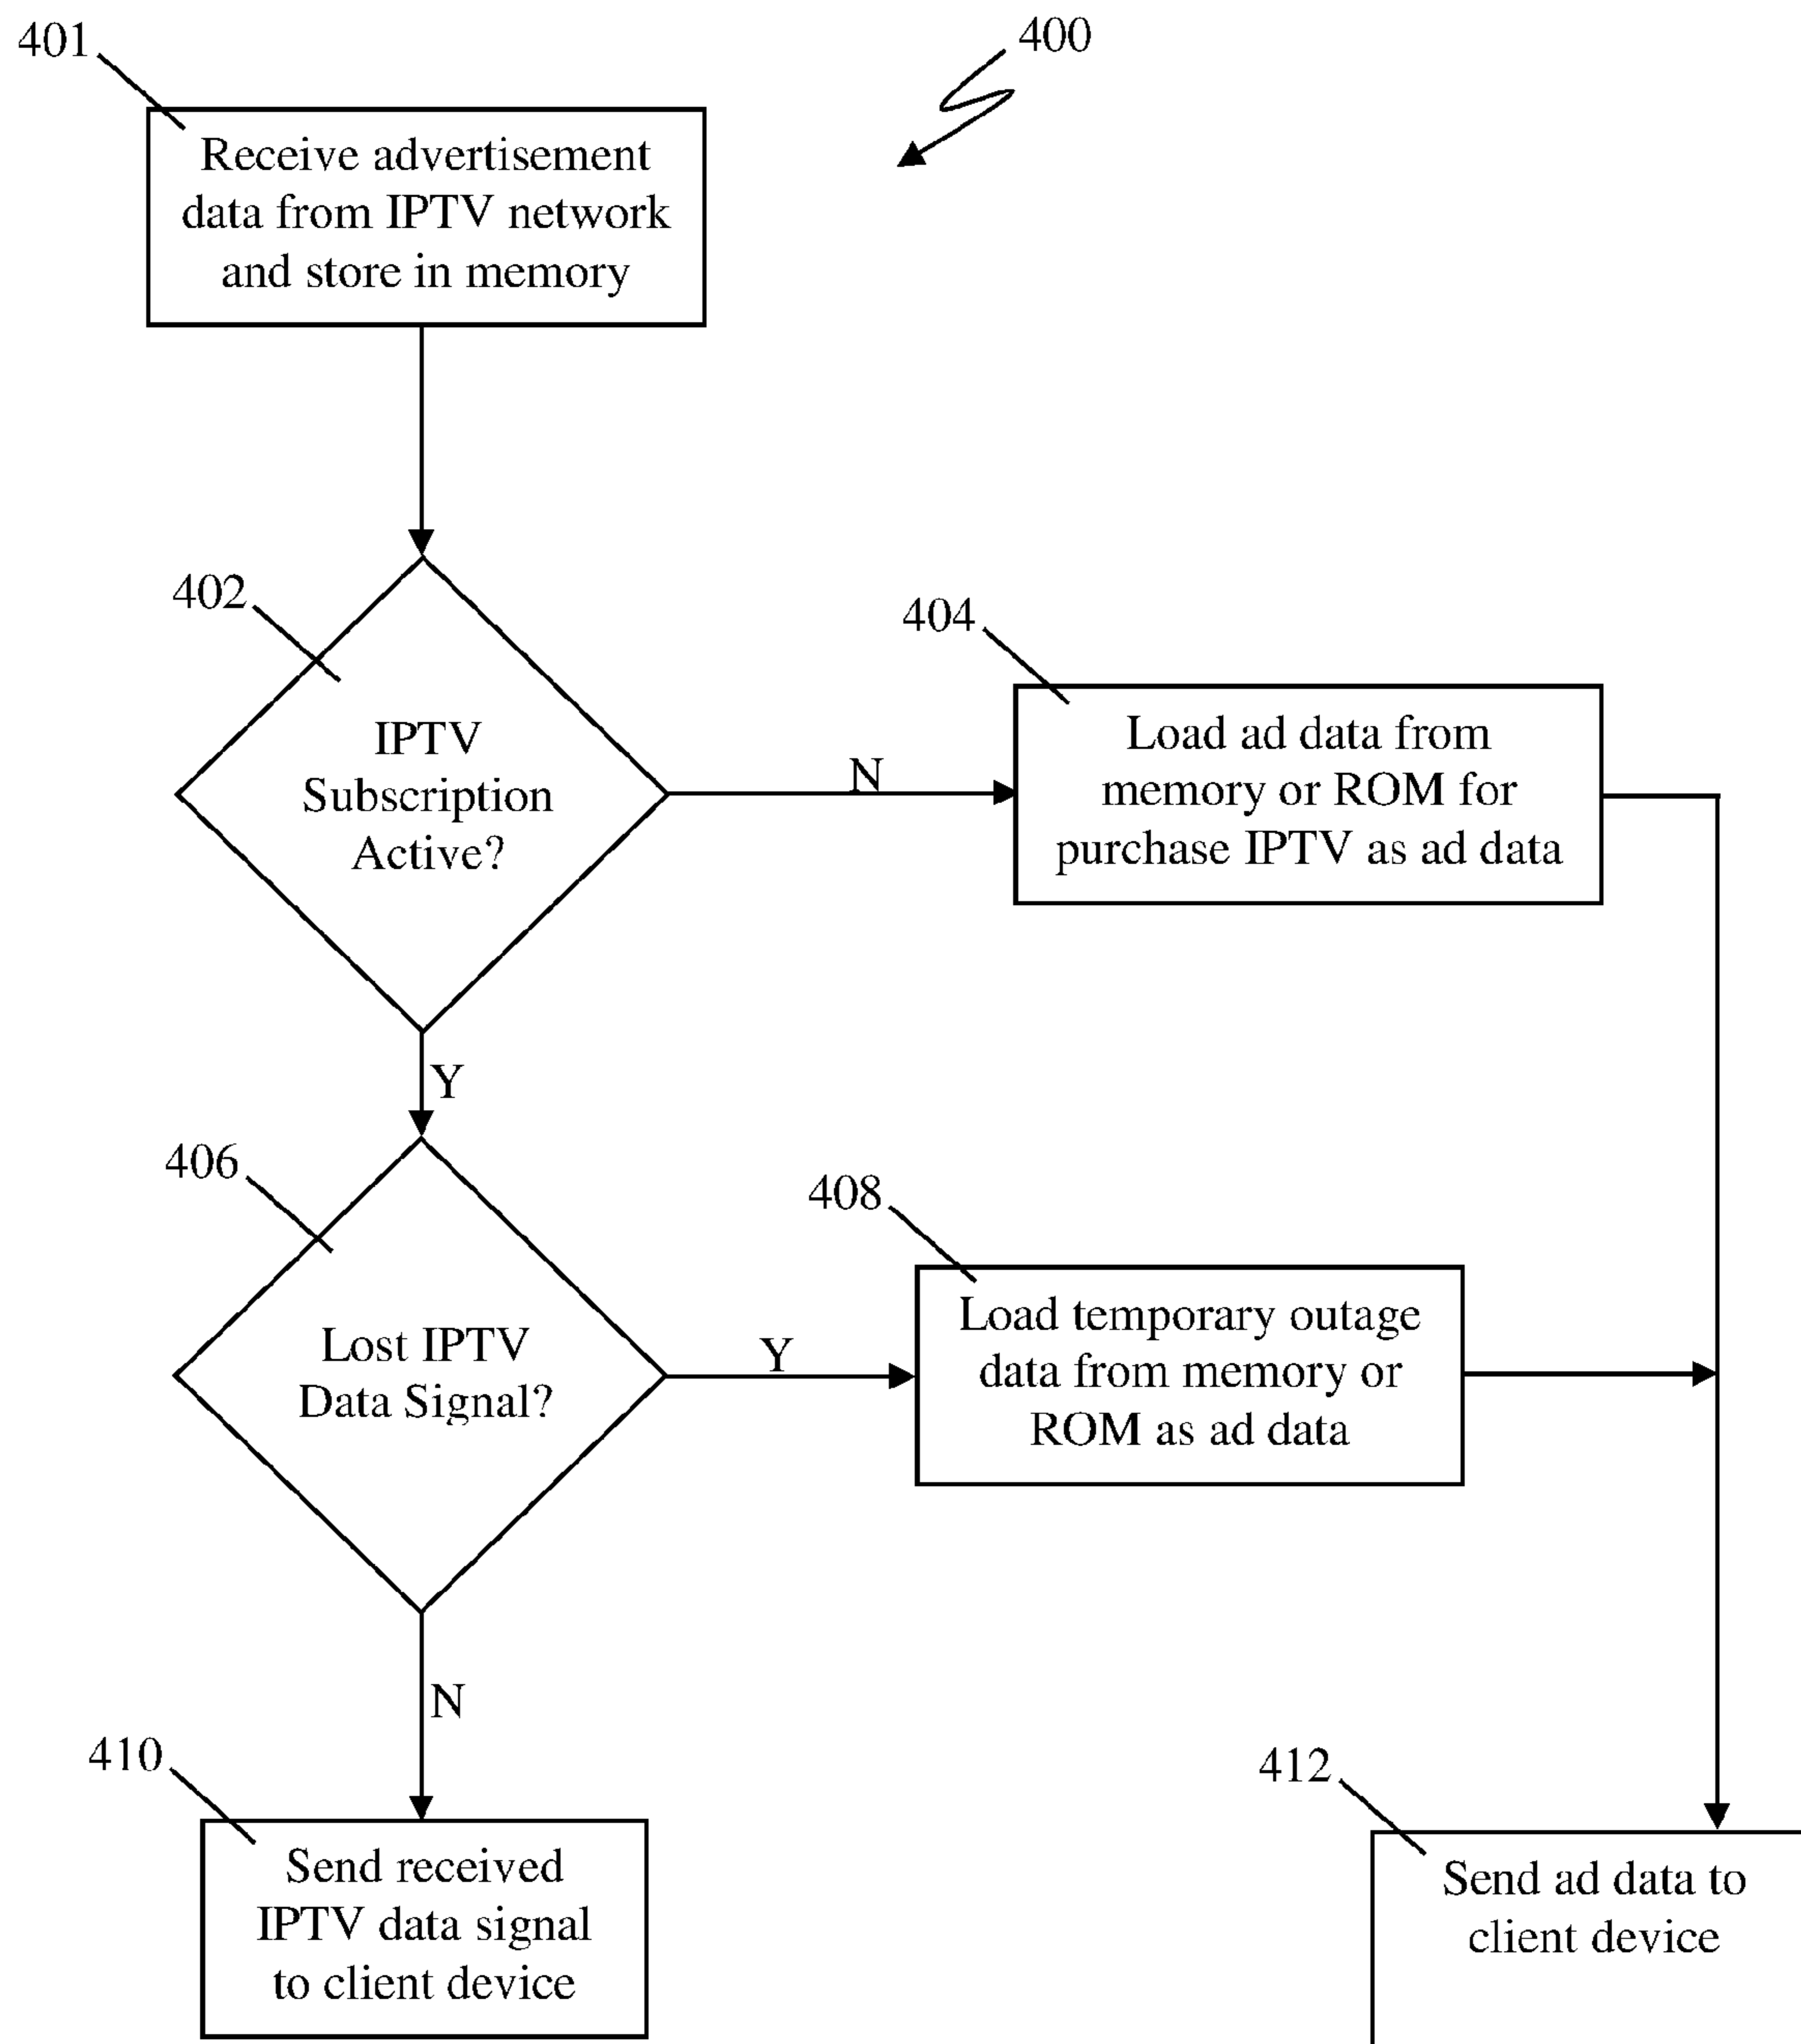 401
400
Receive advertisement
data from IPTV network
and store in memory
402
IPTV
Subscription
Active?
N
404
Load ad data from
memory or ROM for
purchase IPTV as ad data
Y
406
Lost IPTV
Data Signal?
Y
408
Load temporary outage
data from memory or
ROM as ad data
N
410
Send received
IPTV data signal
to client device
412
Send ad data to
client device